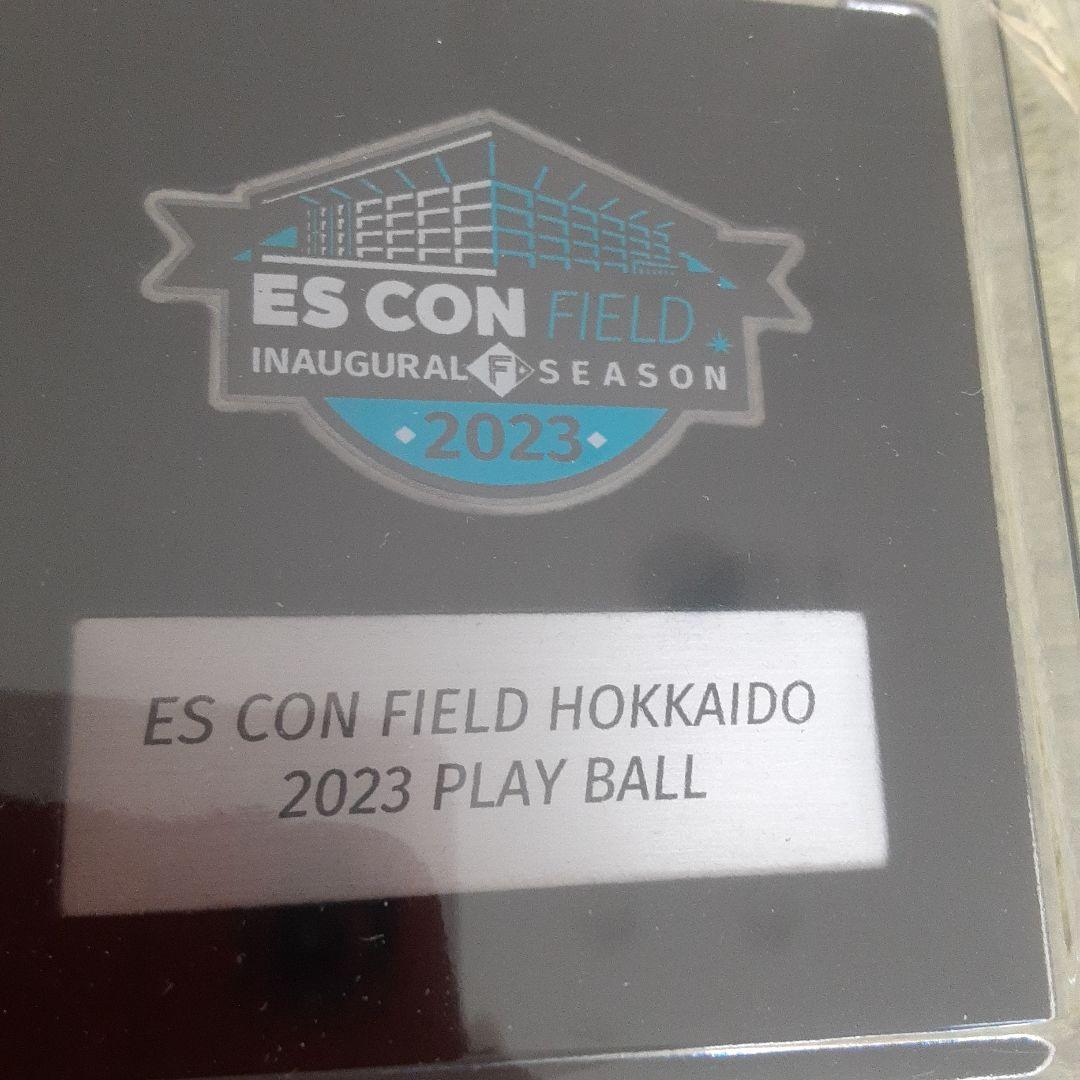 ES CON FIELD
INAUGURAL F SEASON
2023
ES CON FIELD HOKKAIDO
2023 PLAY BALL